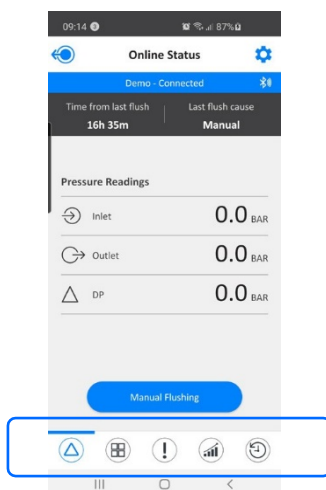 09:14 87%
Online Status
Demo - Connected
Time from last flush Last flush cause
16h 35m Manual
Pressure Readings
Inlet 0.0 BAR
Outlet 0.0 BAR
DP 0.0 BAR
Manual Flushing